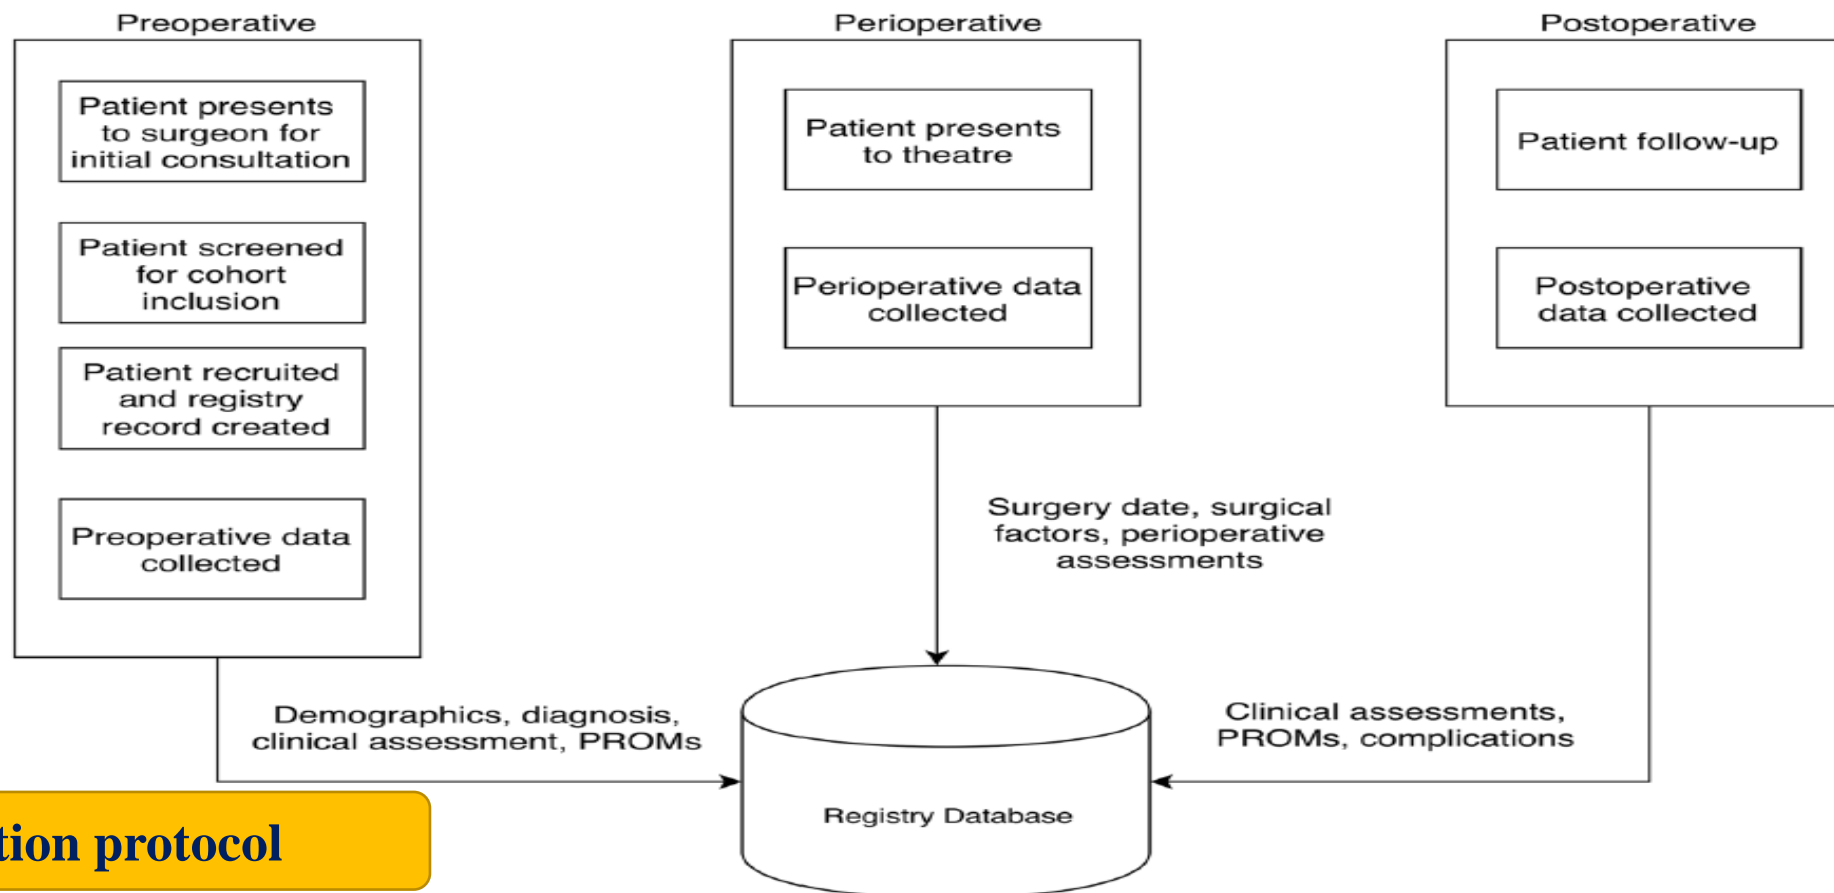 Preoperative
Patient presents
to surgeon for
initial consultation
Patient screened
for cohort
inclusion
Patient recruited
and registry
record created
Preoperative data
collected
Perioperative
Patient presents
to theatre
Perioperative data
collected
Postoperative
Patient follow-up
Postoperative
data collected
Surgery date, surgical
factors, perioperative
assessments
Demographics, diagnosis,
clinical assessment, PROMs
Clinical assessments,
PROMs, complications
Registry Database
tion protocol